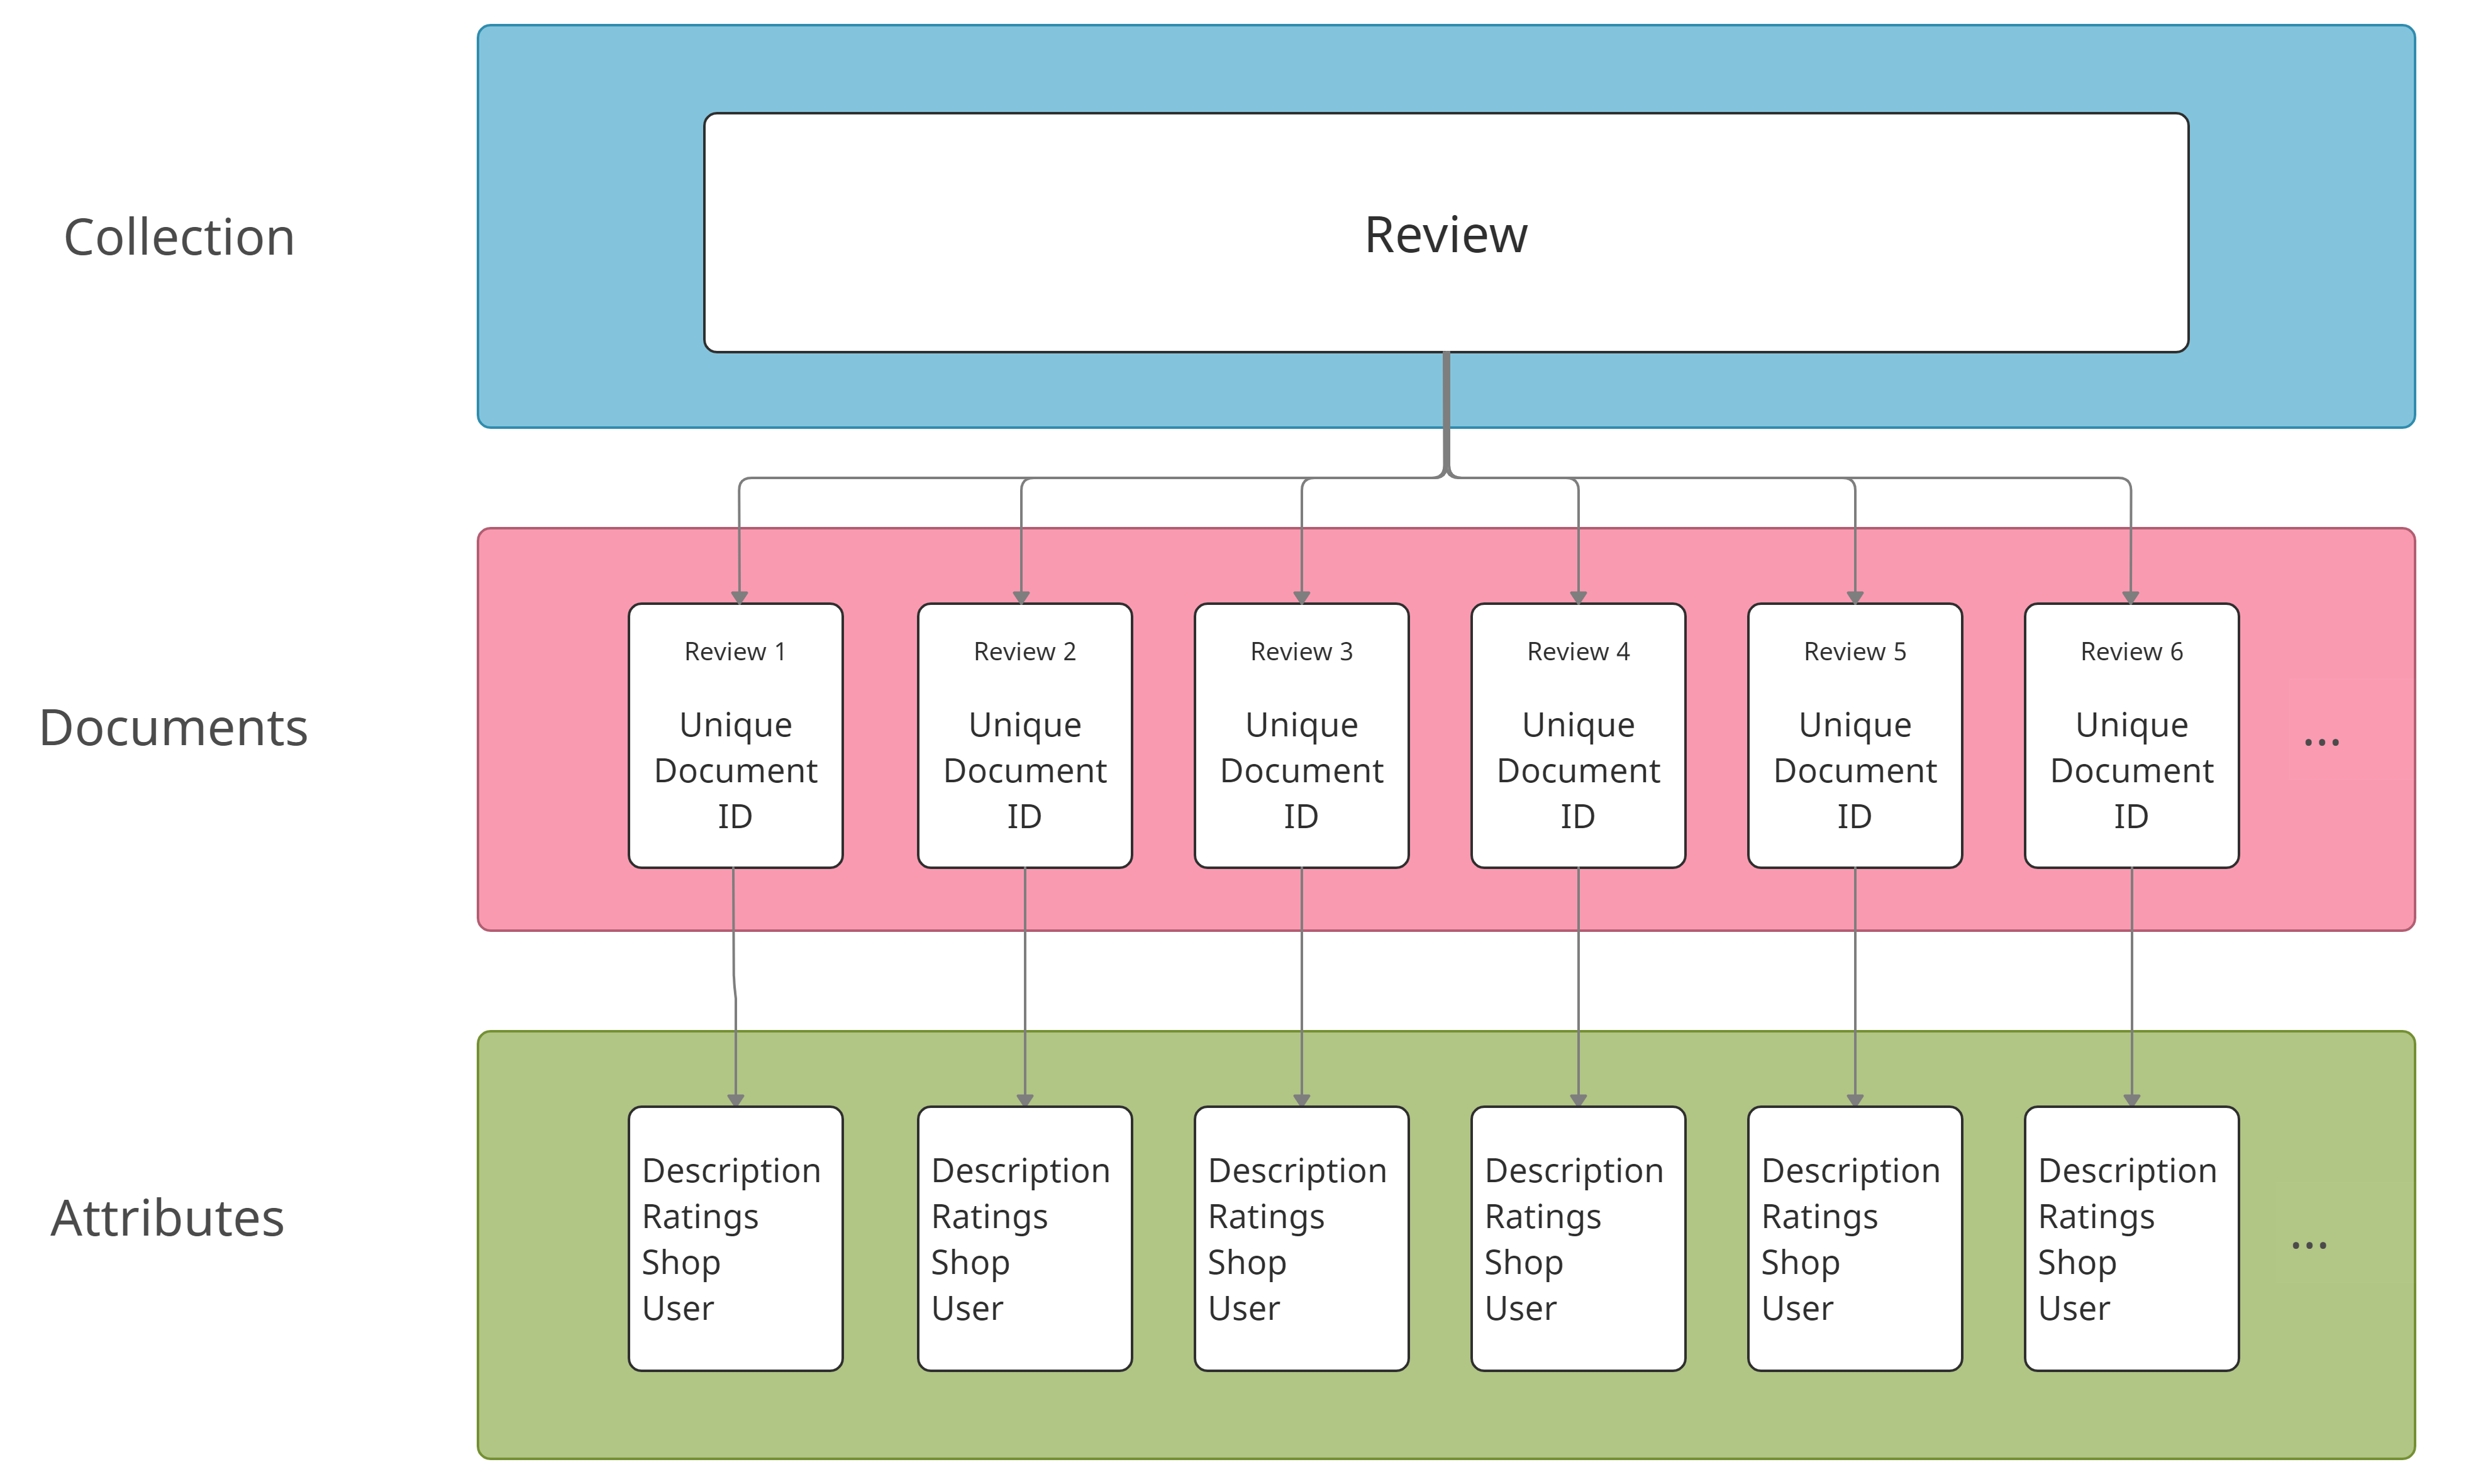 Collection
Review
Documents
Review 1
Unique
Document
ID
Review 2
Unique
Document
ID
Review 3
Unique
Document
ID
Review 4
Unique
Document
ID
Review 5
Unique
Document
ID
Review 6
Unique
Document
ID
...
Attributes
Description
Ratings
Shop
User
Description
Ratings
Shop
User
Description
Ratings
Shop
User
Description
Ratings
Shop
User
Description
Ratings
Shop
User
Description
Ratings
Shop
User
...